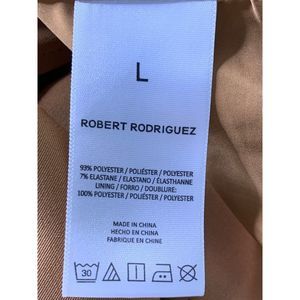 L
ROBERT RODRIGUEZ
93% POLYESTER / POLIÉSTER / POLYESTER
7% ELASTANE / ELASTANO / ÉLASTHANNE
LINING / FORRO / DOUBLURE:
100% POLYESTER / POLIÉSTER / POLYESTER
MADE IN CHINA
HECHO EN CHINA
FABRIQUE EN CHINE
30